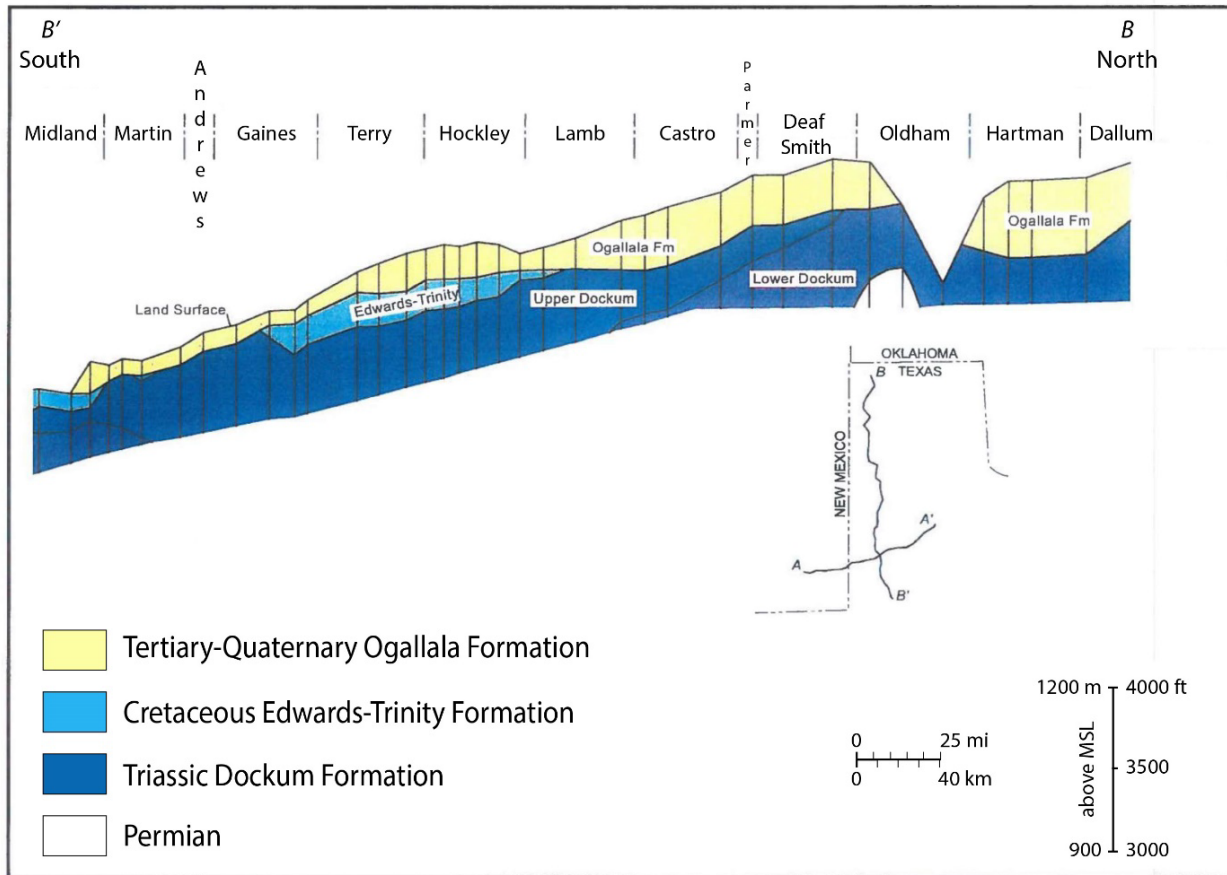 B'
South
B
North
Andrews
Parmer
Midland Martin Gaines Terry Hockley Lamb Castro Deaf Smith Oldham Hartman Dallum
Ogallala Fm
Ogallala Fm
Lower Dockum
Edwards-Trinity
Upper Dockum
Land Surface
OKLAHOMA
TEXAS
B
NEW MEXICO
A'
A
B'
Tertiary-Quaternary Ogallala Formation
Cretaceous Edwards-Trinity Formation
Triassic Dockum Formation
Permian
0 25 mi
0 40 km
1200 m 4000 ft
above MSL
3500
900 3000